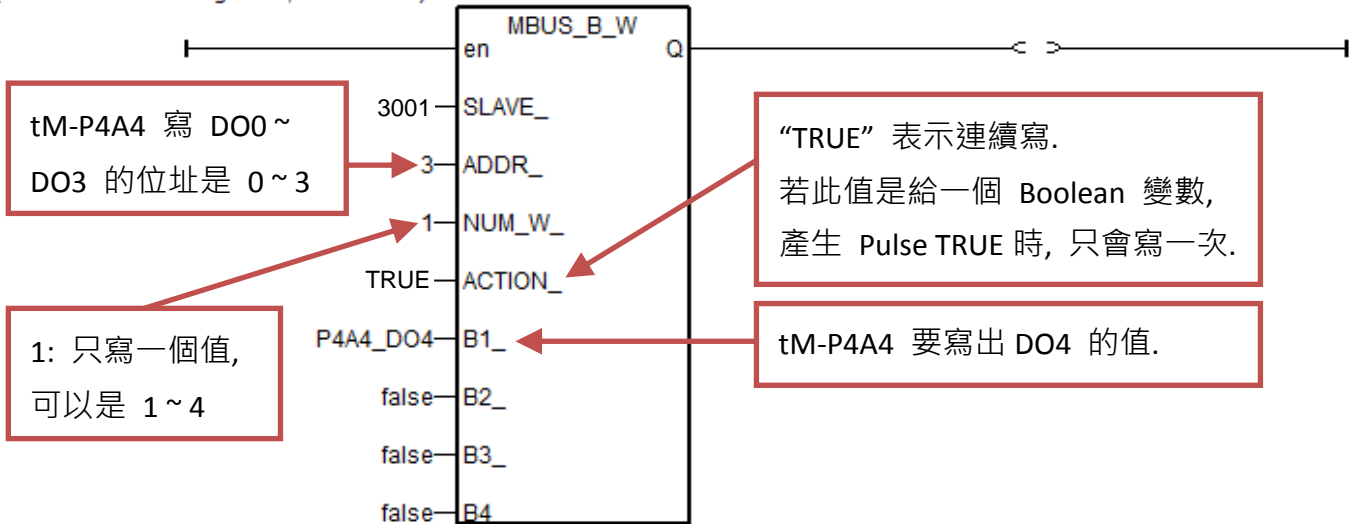 MBUS_B_W
en
Q
3001
SLAVE_
3
ADDR_
1
NUM_W_
TRUE
ACTION_
P4A4_DO4
B1_
false
B2_
false
B3_
false
B4
tM-P4A4 寫 DO0 ~
DO3 的位址是 0 ~ 3
1: 只寫一個值,
可以是 1 ~ 4
“TRUE” 表示連續寫.
若此值是給一個 Boolean 變數,
產生 Pulse TRUE 時, 只會寫一次.
tM-P4A4 要寫出 DO4 的值.